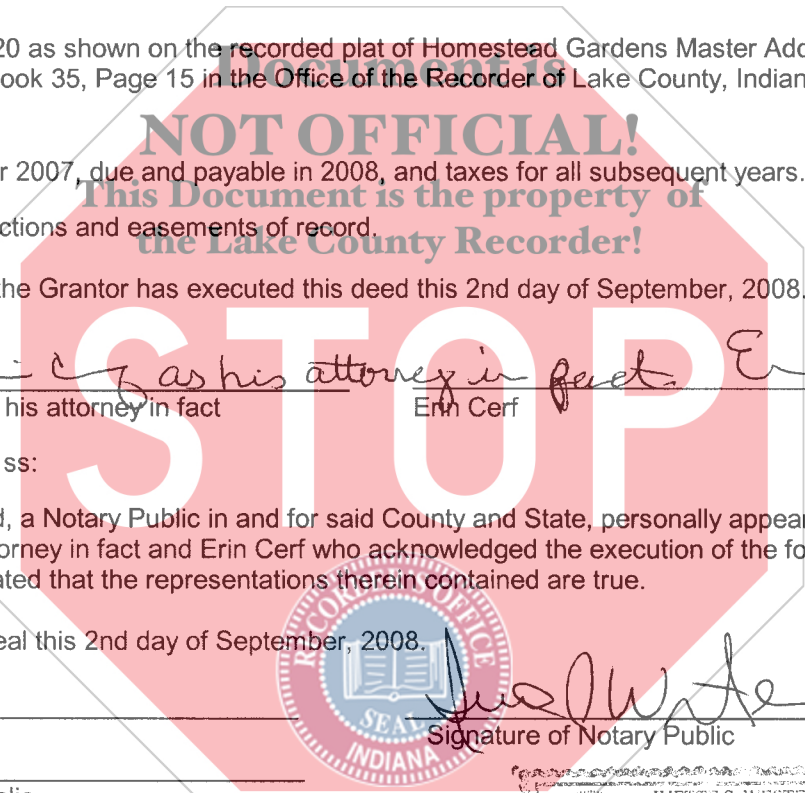 20 as shown on the recorded plat of Homestead Gardens Master Add
Document is
ook 35, Page 15 in the Office of the Recorder of Lake County, Indian
NOT OFFICIAL!
r 2007, due and payable in 2008, and taxes for all subsequent years.
This Document is the property of
ctions and easements of record.
the Lake County Recorder!
the Grantor has executed this deed this 2nd day of September, 2008.
STOP
as his attorney in fact. Er
his attorney in fact Erin Cerf
ss:
d, a Notary Public in and for said County and State, personally appear
orney in fact and Erin Cerf who acknowledged the execution of the fo
ated that the representations therein contained are true.
eal this 2nd day of September, 2008.
RECORDER'S OFFICE
SEAL
INDIANA
Signature of Notary Public